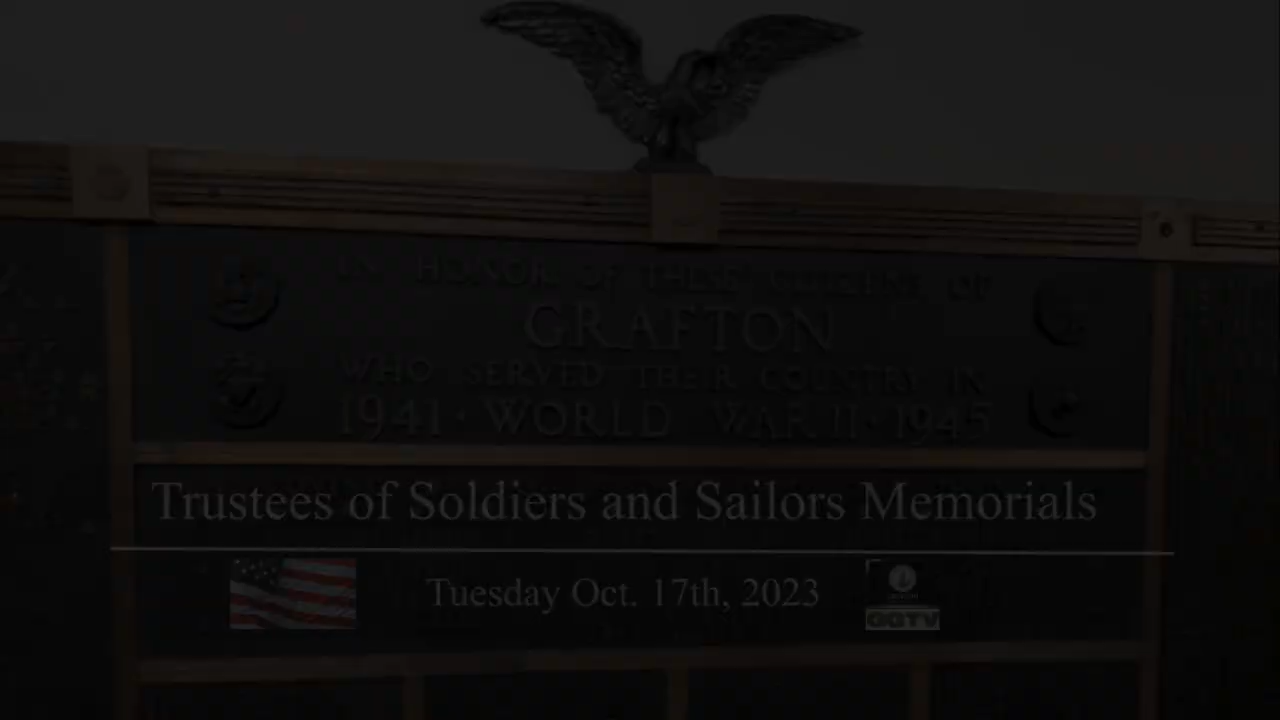 IN HONOR OF THESE CITIZENS OF
GRAFTON
WHO SERVED THEIR COUNTRY IN
1941 · WORLD WAR II · 1945
Trustees of Soldiers and Sailors Memorials
Tuesday Oct. 17th, 2023
GGTV